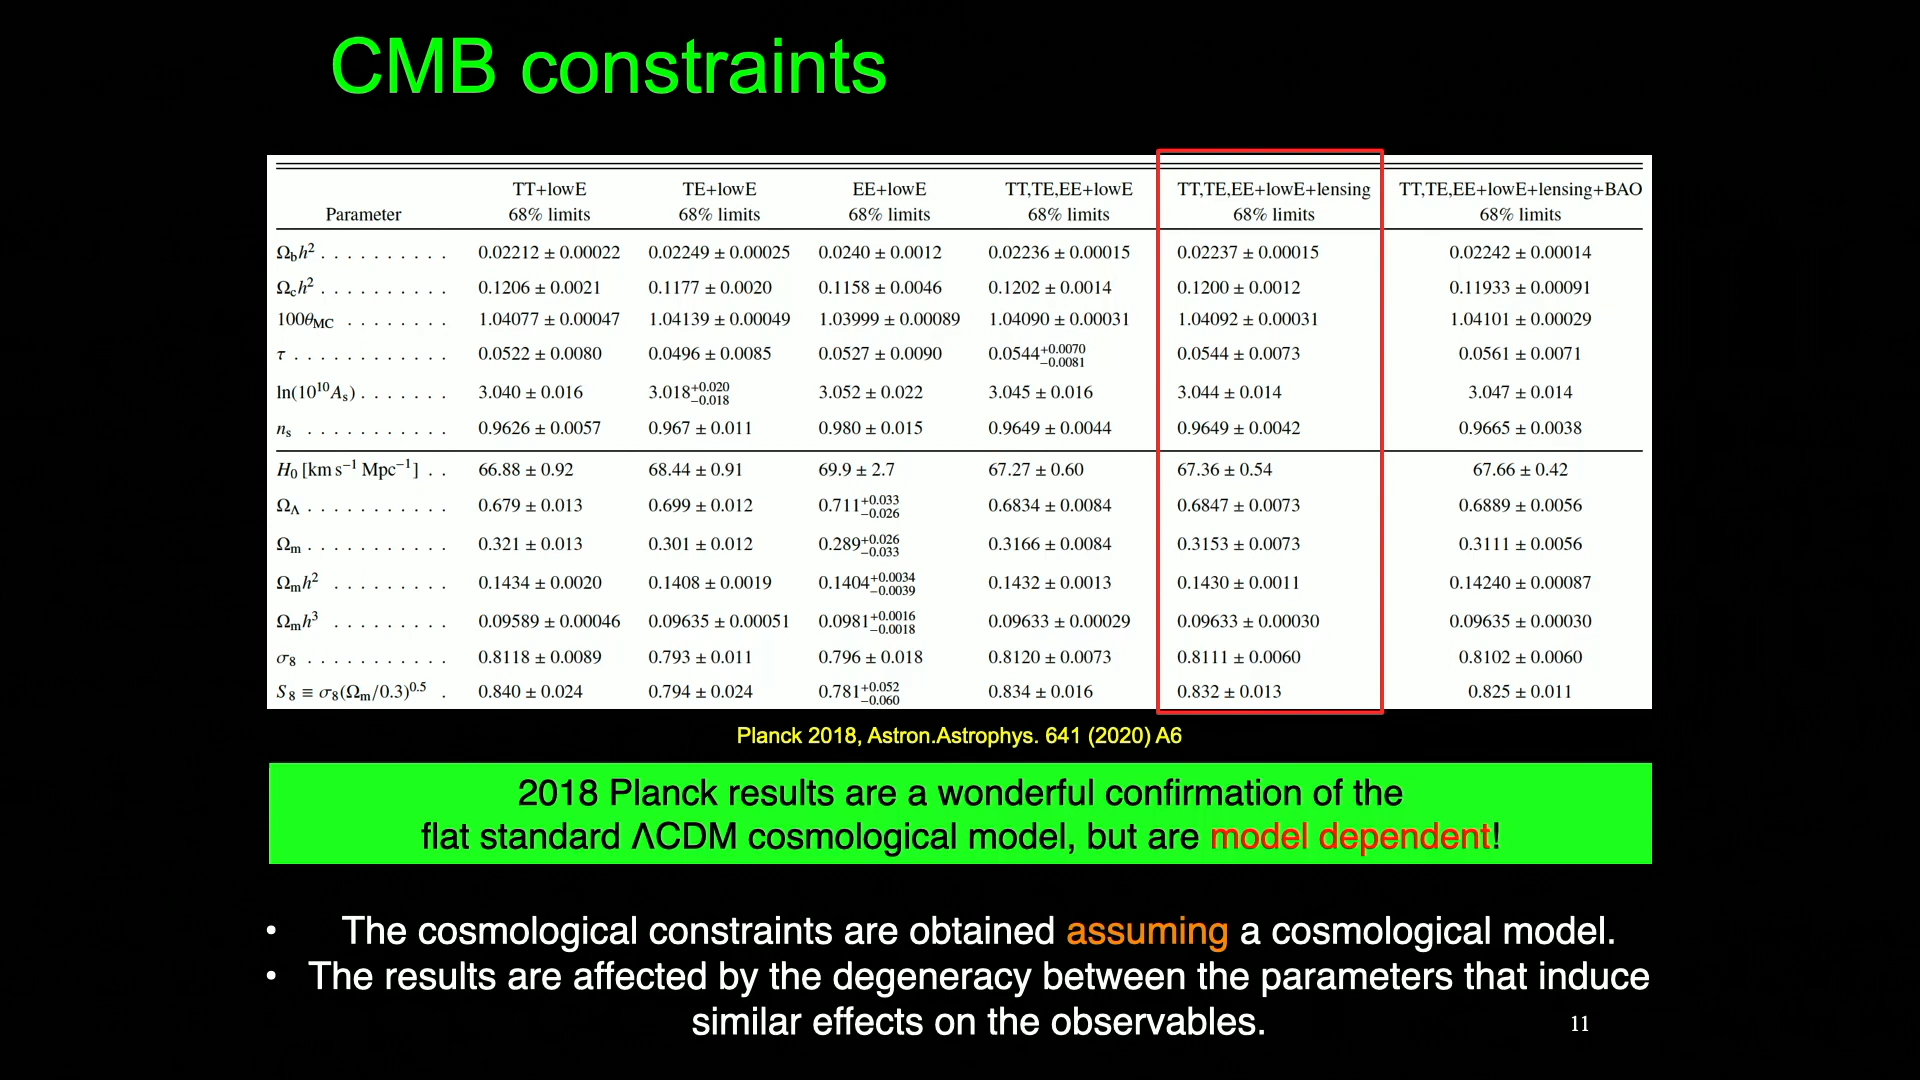 CMB constraints
TT+lowE TE+lowE EE+lowE TT,TE,EE+lowE TT,TE,EE+lowE+lensing TT,TE,EE+lowE+lensing+BAO
Parameter 68% limits 68% limits 68% limits 68% limits 68% limits 68% limits
Ω_b h² . . . . . . . . . . 0.02212 ± 0.00022 0.02249 ± 0.00025 0.0240 ± 0.0012 0.02236 ± 0.00015 0.02237 ± 0.00015 0.02242 ± 0.00014
Ω_c h² . . . . . . . . . . 0.1206 ± 0.0021 0.1177 ± 0.0020 0.1158 ± 0.0046 0.1202 ± 0.0014 0.1200 ± 0.0012 0.11933 ± 0.00091
100θ_MC . . . . . . . . 1.04077 ± 0.00047 1.04139 ± 0.00049 1.03999 ± 0.00089 1.04090 ± 0.00031 1.04092 ± 0.00031 1.04101 ± 0.00029
τ . . . . . . . . . . . . 0.0522 ± 0.0080 0.0496 ± 0.0085 0.0527 ± 0.0090 0.0544 +0.0070 −0.0081 0.0544 ± 0.0073 0.0561 ± 0.0071
ln(10¹⁰A_s) . . . . . . . 3.040 ± 0.016 3.018 +0.020 −0.018 3.052 ± 0.022 3.045 ± 0.016 3.044 ± 0.014 3.047 ± 0.014
n_s . . . . . . . . . . . 0.9626 ± 0.0057 0.967 ± 0.011 0.980 ± 0.015 0.9649 ± 0.0044 0.9649 ± 0.0042 0.9665 ± 0.0038
H₀ [km s⁻¹ Mpc⁻¹] . . 66.88 ± 0.92 68.44 ± 0.91 69.9 ± 2.7 67.27 ± 0.60 67.36 ± 0.54 67.66 ± 0.42
Ω_Λ . . . . . . . . . . . 0.679 ± 0.013 0.699 ± 0.012 0.711 +0.033 −0.026 0.6834 ± 0.0084 0.6847 ± 0.0073 0.6889 ± 0.0056
Ω_m . . . . . . . . . . . 0.321 ± 0.013 0.301 ± 0.012 0.289 +0.026 −0.033 0.3166 ± 0.0084 0.3153 ± 0.0073 0.3111 ± 0.0056
Ω_m h² . . . . . . . . . 0.1434 ± 0.0020 0.1408 ± 0.0019 0.1404 +0.0034 −0.0039 0.1432 ± 0.0013 0.1430 ± 0.0011 0.14240 ± 0.00087
Ω_m h³ . . . . . . . . . 0.09589 ± 0.00046 0.09635 ± 0.00051 0.0981 +0.0016 −0.0018 0.09633 ± 0.00029 0.09633 ± 0.00030 0.09635 ± 0.00030
σ₈ . . . . . . . . . . . 0.8118 ± 0.0089 0.793 ± 0.011 0.796 ± 0.018 0.8120 ± 0.0073 0.8111 ± 0.0060 0.8102 ± 0.0060
S₈ ≡ σ₈(Ω_m/0.3)^0.5 . 0.840 ± 0.024 0.794 ± 0.024 0.781 +0.052 −0.060 0.834 ± 0.016 0.832 ± 0.013 0.825 ± 0.011
Planck 2018, Astron.Astrophys. 641 (2020) A6
2018 Planck results are a wonderful confirmation of the
flat standard ΛCDM cosmological model, but are model dependent!
• The cosmological constraints are obtained assuming a cosmological model.
• The results are affected by the degeneracy between the parameters that induce
similar effects on the observables.
11